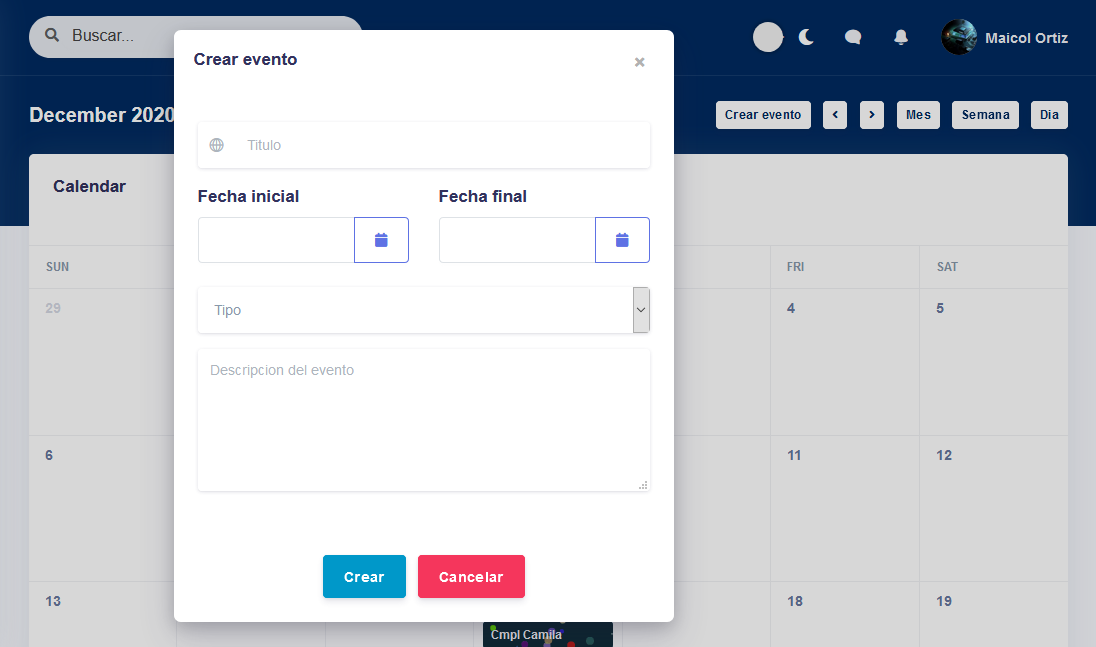 Buscar...
Maicol Ortiz
Crear evento
×
December 2020
Crear evento
Mes
Semana
Dia
Calendar
Titulo
Fecha inicial
Fecha final
SUN
FRI
SAT
29
4
5
Tipo
Descripcion del evento
6
11
12
Crear
Cancelar
13
18
19
Cmpl Camila